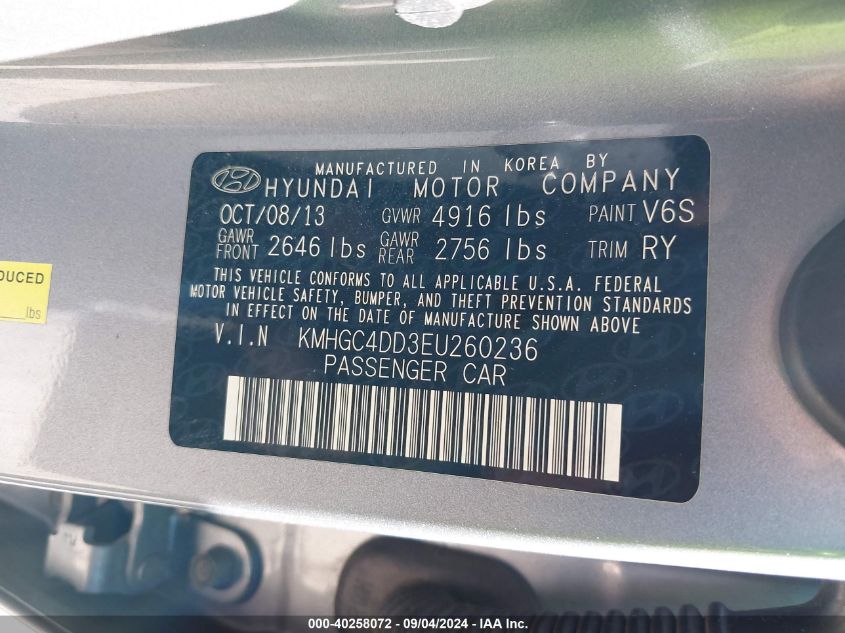 MANUFACTURED IN KOREA BY
HYUNDAI MOTOR COMPANY
OCT/08/13 GVWR 4916 lbs PAINT V6S
GAWR FRONT 2646 lbs GAWR REAR 2756 lbs TRIM RY
THIS VEHICLE CONFORMS TO ALL APPLICABLE U.S.A. FEDERAL
MOTOR VEHICLE SAFETY, BUMPER, AND THEFT PREVENTION STANDARDS
IN EFFECT ON THE DATE OF MANUFACTURE SHOWN ABOVE
V.I.N KMHGC4DD3EU260236
PASSENGER CAR
lbs
000-40258072 - 09/04/2024 - IAA Inc.